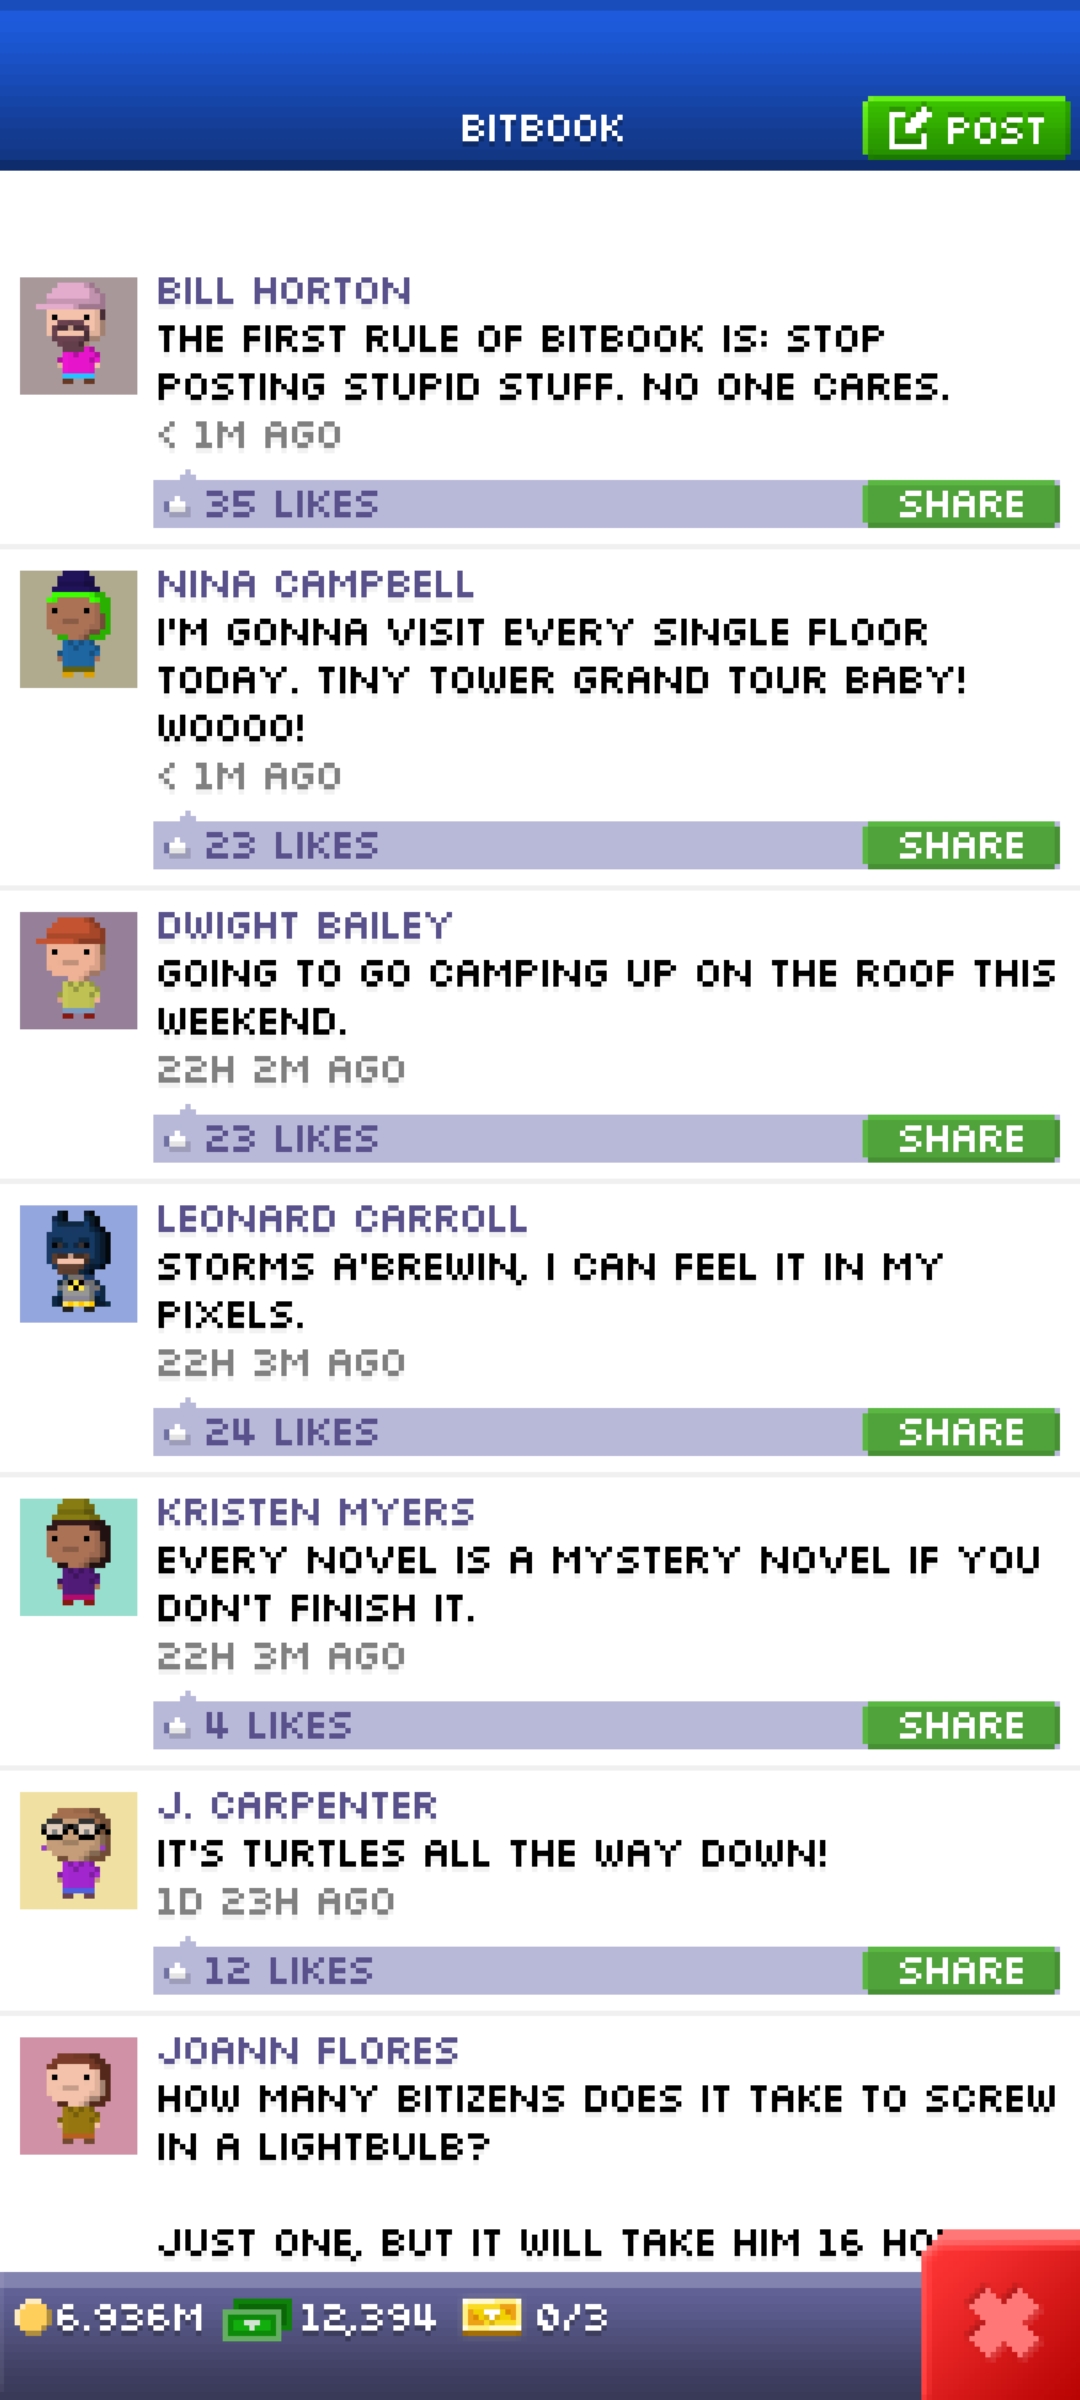 BITBOOK
POST
BILL HORTON
THE FIRST RULE OF BITBOOK IS: STOP
POSTING STUPID STUFF. NO ONE CARES.
< 1M AGO
35 LIKES
SHARE
NINA CAMPBELL
I'M GONNA VISIT EVERY SINGLE FLOOR
TODAY. TINY TOWER GRAND TOUR BABY!
WOOOO!
< 1M AGO
23 LIKES
SHARE
DWIGHT BAILEY
GOING TO GO CAMPING UP ON THE ROOF THIS
WEEKEND.
22H 2M AGO
23 LIKES
SHARE
LEONARD CARROLL
STORMS A'BREWIN, I CAN FEEL IT IN MY
PIXELS.
22H 3M AGO
24 LIKES
SHARE
KRISTEN MYERS
EVERY NOVEL IS A MYSTERY NOVEL IF YOU
DON'T FINISH IT.
22H 3M AGO
4 LIKES
SHARE
J. CARPENTER
IT'S TURTLES ALL THE WAY DOWN!
1D 23H AGO
12 LIKES
SHARE
JOANN FLORES
HOW MANY BITIZENS DOES IT TAKE TO SCREW
IN A LIGHTBULB?
JUST ONE, BUT IT WILL TAKE HIM 16
6.936M
12,394
0/3